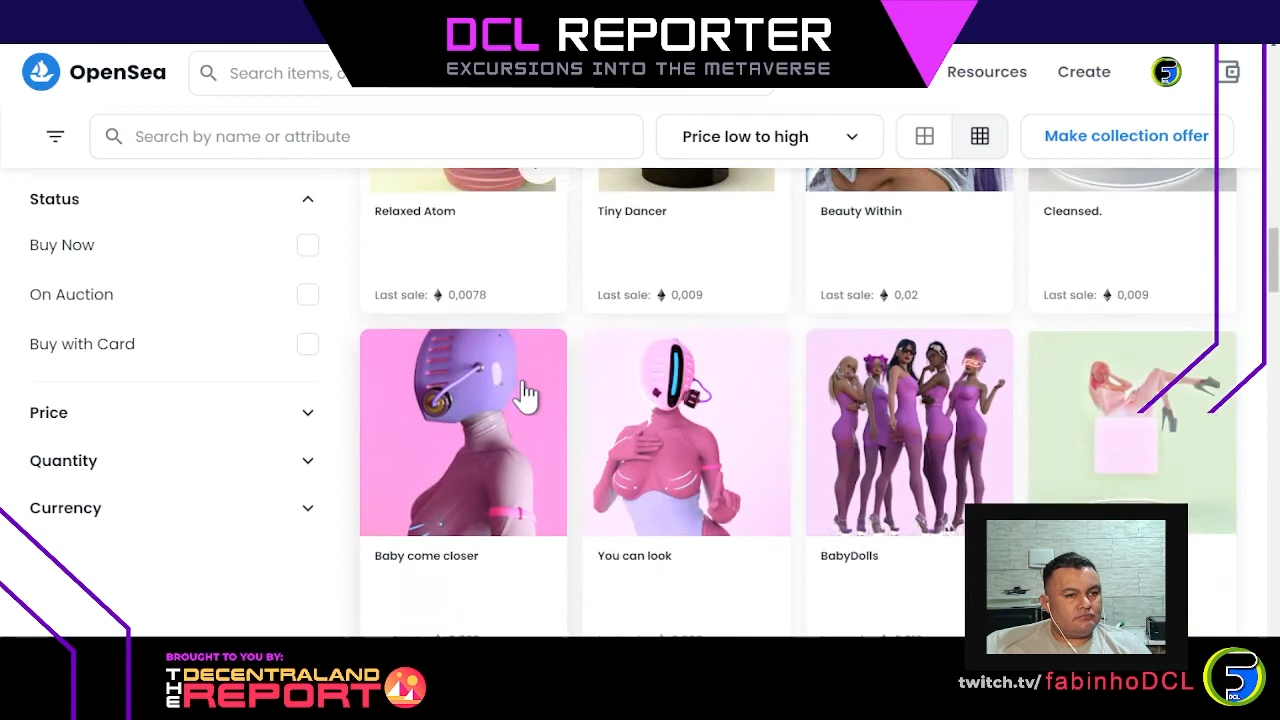 DCL REPORTER
EXCURSIONS INTO THE METAVERSE
OpenSea
Search items,
Resources
Create
Search by name or attribute
Price low to high
Make collection offer
Status
Buy Now
On Auction
Buy with Card
Price
Quantity
Currency
Relaxed Atom
Tiny Dancer
Beauty Within
Cleansed.
Last sale: 0,0078
Last sale: 0,009
Last sale: 0,02
Last sale: 0,009
Baby come closer
You can look
BabyDolls
BROUGHT TO YOU BY:
THE DECENTRALAND
REPORT
twitch.tv/fabinhoDCL
DCL